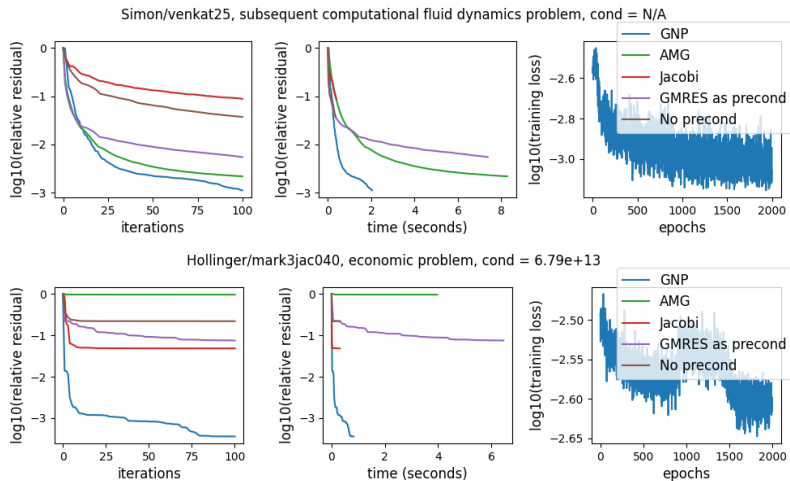 Simon/venkat25, subsequent computational fluid dynamics problem, cond = N/A
log10(relative residual)
0
−1
−2
−3
0 25 50 75 100
iterations
log10(relative residual)
0
−1
−2
−3
0 2 4 6 8
time (seconds)
log10(training loss)
−2.6
−2.8
−3.0
0 500 1000 1500 2000
epochs
GNP
AMG
Jacobi
GMRES as precond
No precond
Hollinger/mark3jac040, economic problem, cond = 6.79e+13
log10(relative residual)
0
−1
−2
−3
0 25 50 75 100
iterations
log10(relative residual)
0
−1
−2
−3
0 2 4 6
time (seconds)
log10(training loss)
−2.50
−2.55
−2.60
−2.65
0 500 1000 1500 2000
epochs
GNP
AMG
Jacobi
GMRES as precond
No precond